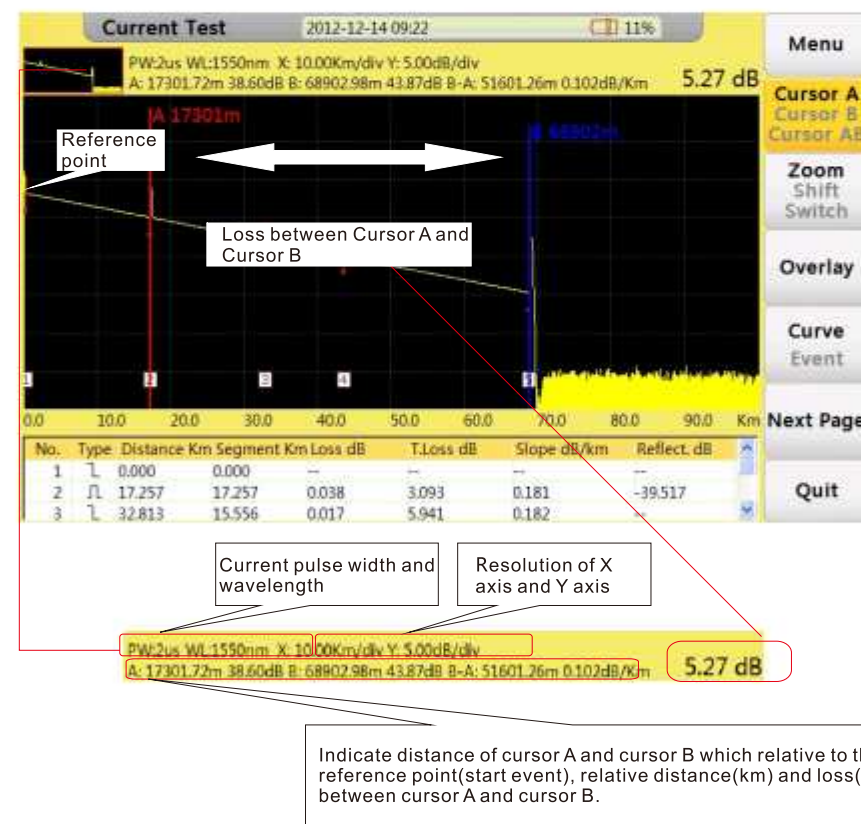 Current Test 2012-12-14 09:22 11%
PW:2us WL:1550nm X: 10.00Km/div Y: 5.00dB/div
A: 17301.72m 38.60dB B: 68902.98m 43.87dB B-A: 51601.26m 0.102dB/Km 5.27 dB
A 17301m
B 68902m
Reference
point
Loss between Cursor A and
Cursor B
1 2 3 4 5
0.0 10.0 20.0 30.0 40.0 50.0 60.0 70.0 80.0 90.0 Km
No. Type Distance Km Segment Km Loss dB T.Loss dB Slope dB/km Reflect. dB
1 0.000 0.000 -- -- -- --
2 17.257 17.257 0.038 3.093 0.181 -39.517
3 32.813 15.556 0.017 5.941 0.182 --
Menu
Cursor A
Cursor B
Cursor AB
Zoom
Shift
Switch
Overlay
Curve
Event
Next Page
Quit
Current pulse width and
wavelength
Resolution of X
axis and Y axis
PW:2us WL:1550nm X: 10.00Km/div Y: 5.00dB/div
A: 17301.72m 38.60dB B: 68902.98m 43.87dB B-A: 51601.26m 0.102dB/Km 5.27 dB
Indicate distance of cursor A and cursor B which relative to th
reference point(start event), relative distance(km) and loss(
between cursor A and cursor B.